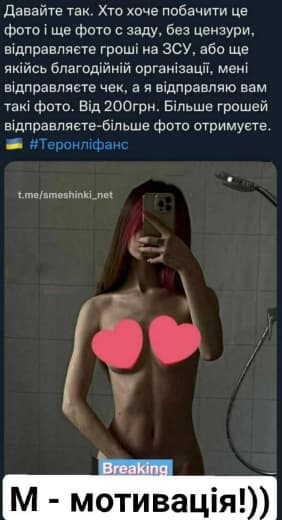 Давайте так. Хто хоче побачити це
фото і ще фото с заду, без цензури,
відправляєте гроші на ЗСУ, або ще
якійсь благодійній організації, мені
відправляєте чек, а я відправляю вам
такі фото. Від 200грн. Більше грошей
відправляєте-більше фото отримуєте.
🇺🇦 #Теронліфанс
t.me/smeshinki_net
Breaking
М - мотивація!))